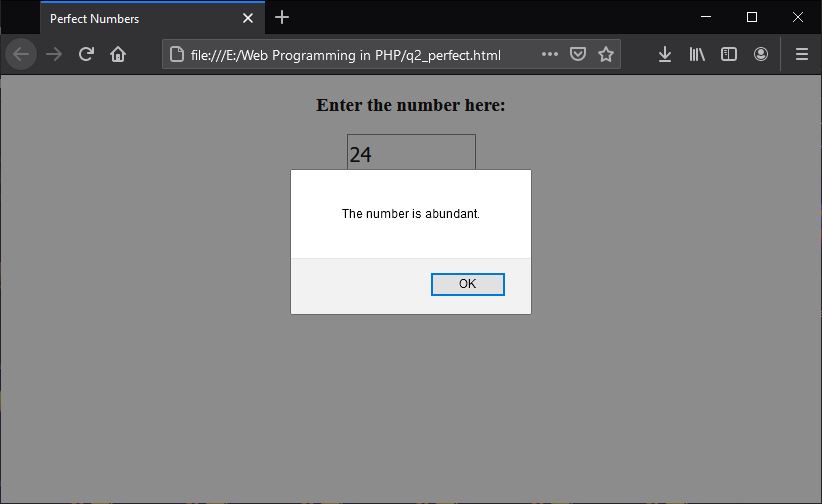 Perfect Numbers
file:///E:/Web Programming in PHP/q2_perfect.html
Enter the number here:
24
The number is abundant.
OK